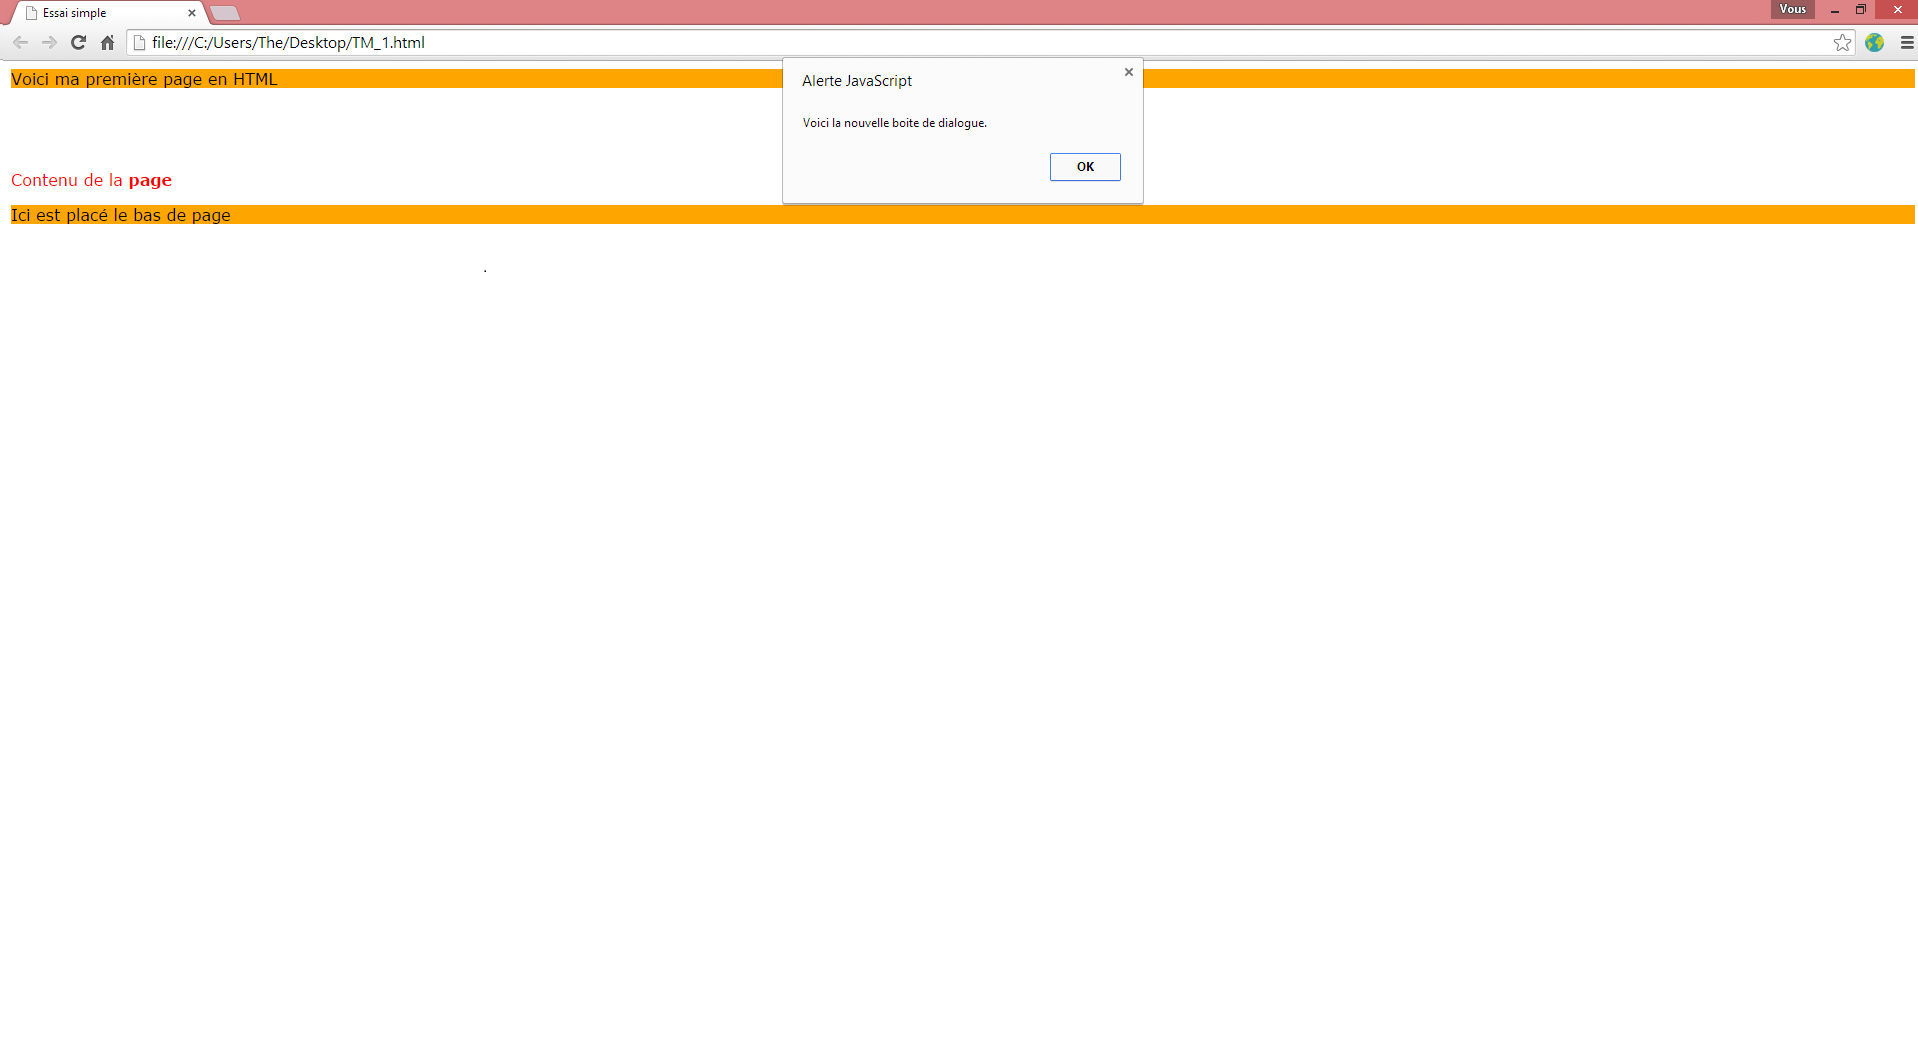 Essai simple
Vous
file:///C:/Users/The/Desktop/TM_1.html
Voici ma première page en HTML
Alerte JavaScript
Voici la nouvelle boite de dialogue.
OK
Contenu de la page
Ici est placé le bas de page
.